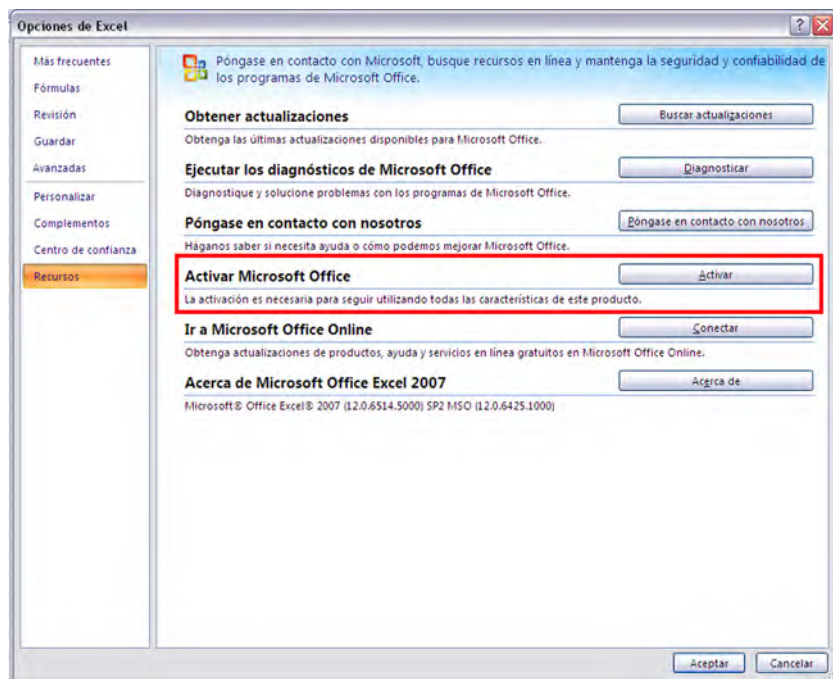 Opciones de Excel
Más frecuentes
Fórmulas
Revisión
Guardar
Avanzadas
Personalizar
Complementos
Centro de confianza
Recursos
Póngase en contacto con Microsoft, busque recursos en línea y mantenga la seguridad y confiabilidad de
los programas de Microsoft Office.
Obtener actualizaciones
Buscar actualizaciones
Obtenga las últimas actualizaciones disponibles para Microsoft Office.
Ejecutar los diagnósticos de Microsoft Office
Diagnosticar
Diagnostique y solucione problemas con los programas de Microsoft Office.
Póngase en contacto con nosotros
Póngase en contacto con nosotros
Háganos saber si necesita ayuda o cómo podemos mejorar Microsoft Office.
Activar Microsoft Office
Activar
La activación es necesaria para seguir utilizando todas las características de este producto.
Ir a Microsoft Office Online
Conectar
Obtenga actualizaciones de productos, ayuda y servicios en línea gratuitos en Microsoft Office Online.
Acerca de Microsoft Office Excel 2007
Acerca de
Microsoft® Office Excel® 2007 (12.0.6514.5000) SP2 MSO (12.0.6425.1000)
Aceptar
Cancelar